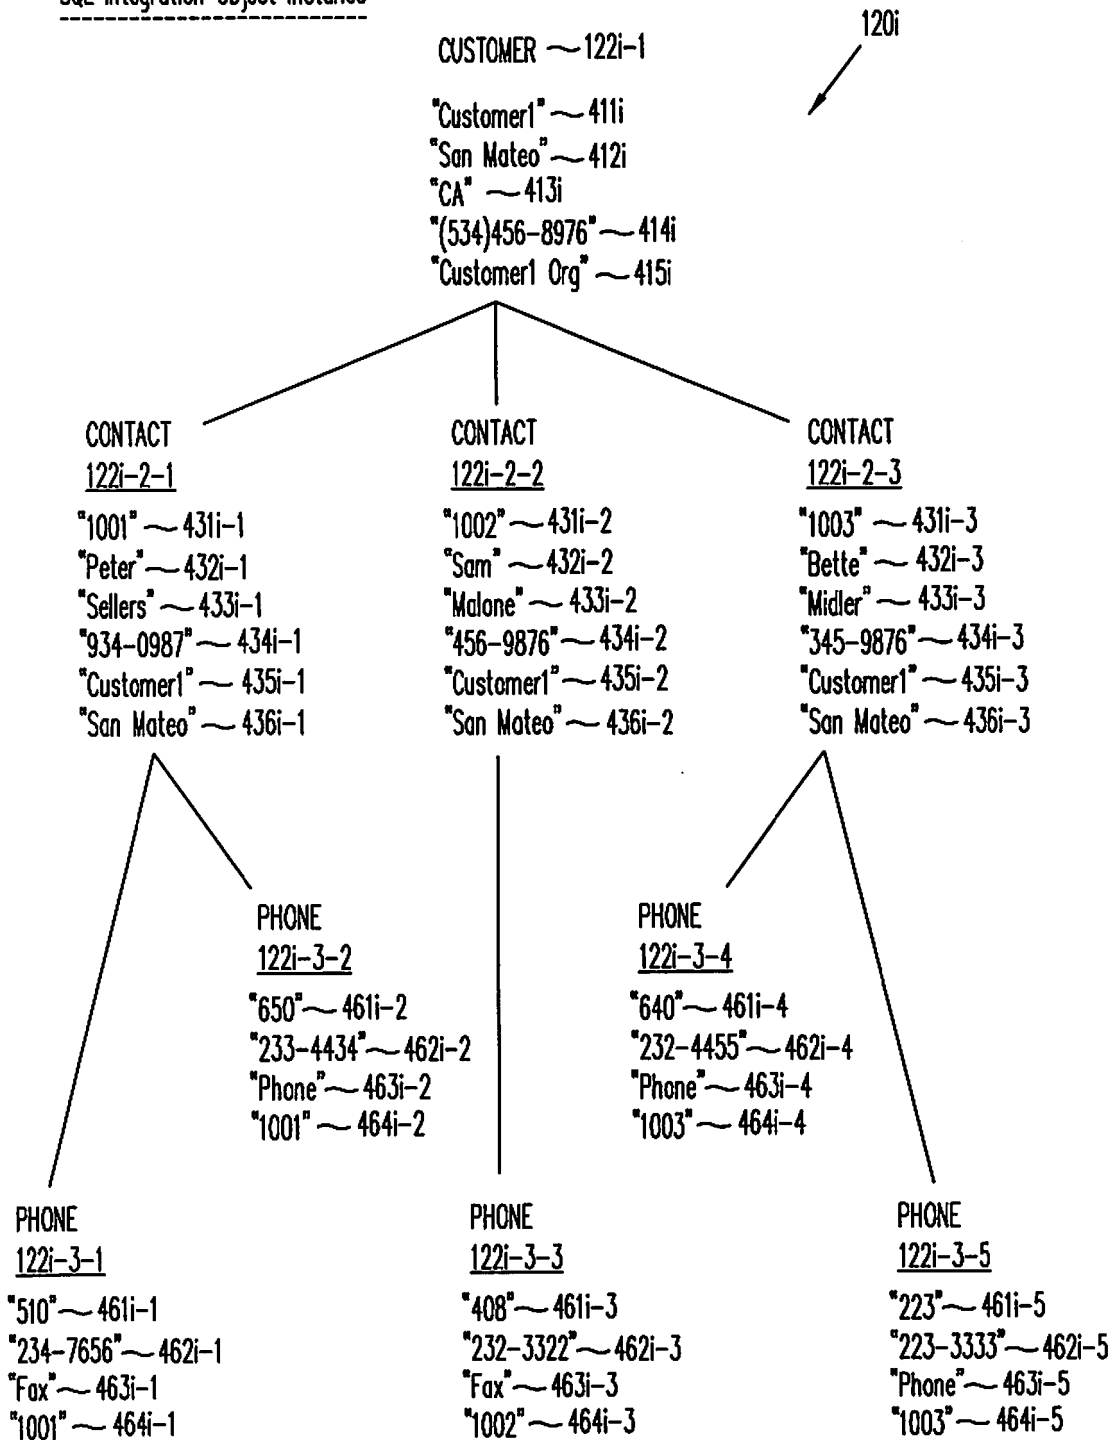 SQL Integration Object Instance
120i
CUSTOMER ~ 122i-1
"Customer1" ~ 411i
"San Mateo" ~ 412i
"CA" ~ 413i
"(534)456-8976" ~ 414i
"Customer1 Org" ~ 415i
CONTACT
122i-2-1
"1001" ~ 431i-1
"Peter" ~ 432i-1
"Sellers" ~ 433i-1
"934-0987" ~ 434i-1
"Customer1" ~ 435i-1
"San Mateo" ~ 436i-1
CONTACT
122i-2-2
"1002" ~ 431i-2
"Sam" ~ 432i-2
"Malone" ~ 433i-2
"456-9876" ~ 434i-2
"Customer1" ~ 435i-2
"San Mateo" ~ 436i-2
CONTACT
122i-2-3
"1003" ~ 431i-3
"Bette" ~ 432i-3
"Midler" ~ 433i-3
"345-9876" ~ 434i-3
"Customer1" ~ 435i-3
"San Mateo" ~ 436i-3
PHONE
122i-3-2
"650" ~ 461i-2
"233-4434" ~ 462i-2
"Phone" ~ 463i-2
"1001" ~ 464i-2
PHONE
122i-3-4
"640" ~ 461i-4
"232-4455" ~ 462i-4
"Phone" ~ 463i-4
"1003" ~ 464i-4
PHONE
122i-3-1
"510" ~ 461i-1
"234-7656" ~ 462i-1
"Fax" ~ 463i-1
"1001" ~ 464i-1
PHONE
122i-3-3
"408" ~ 461i-3
"232-3322" ~ 462i-3
"Fax" ~ 463i-3
"1002" ~ 464i-3
PHONE
122i-3-5
"223" ~ 461i-5
"223-3333" ~ 462i-5
"Phone" ~ 463i-5
"1003" ~ 464i-5